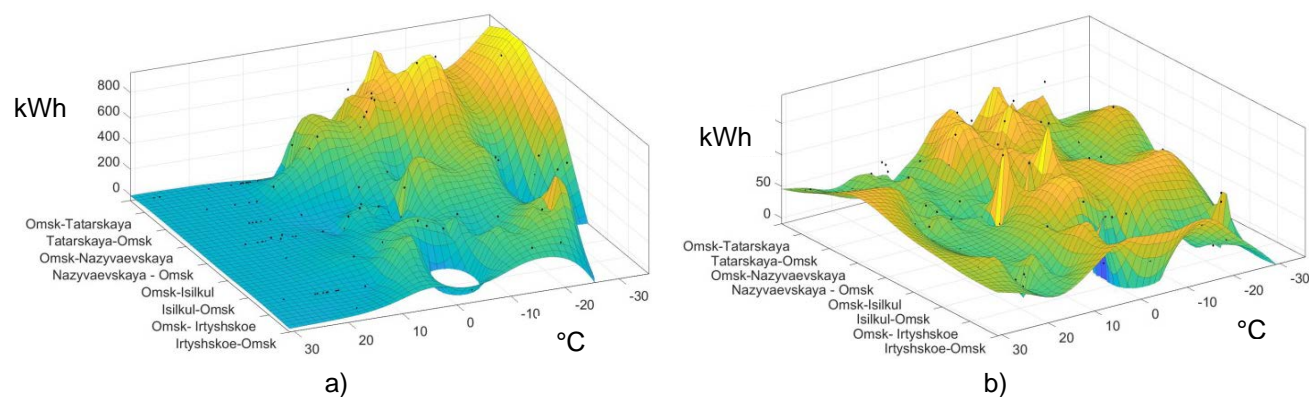 kWh
800
600
400
200
0
Omsk-Tatarskaya
Tatarskaya-Omsk
Omsk-Nazyvaevskaya
Nazyvaevskaya - Omsk
Omsk-Isilkul
Isilkul-Omsk
Omsk- Irtyshskoe
Irtyshskoe-Omsk
30
20
10
0
-10
-20
-30
°C
a)
kWh
50
0
Omsk-Tatarskaya
Tatarskaya-Omsk
Omsk-Nazyvaevskaya
Nazyvaevskaya - Omsk
Omsk-Isilkul
Isilkul-Omsk
Omsk- Irtyshskoe
Irtyshskoe-Omsk
30
20
10
0
-10
-20
-30
°C
b)